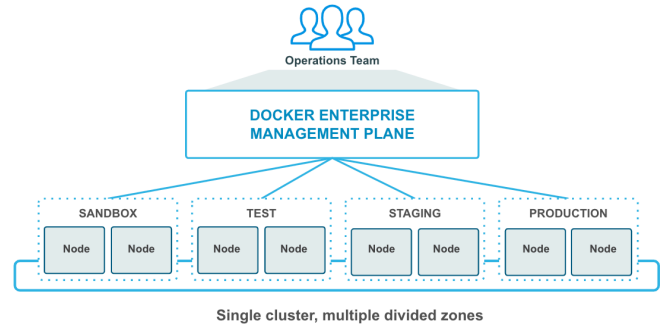 Operations Team
DOCKER ENTERPRISE
MANAGEMENT PLANE
SANDBOX
TEST
STAGING
PRODUCTION
Node
Node
Node
Node
Node
Node
Node
Node
Single cluster, multiple divided zones